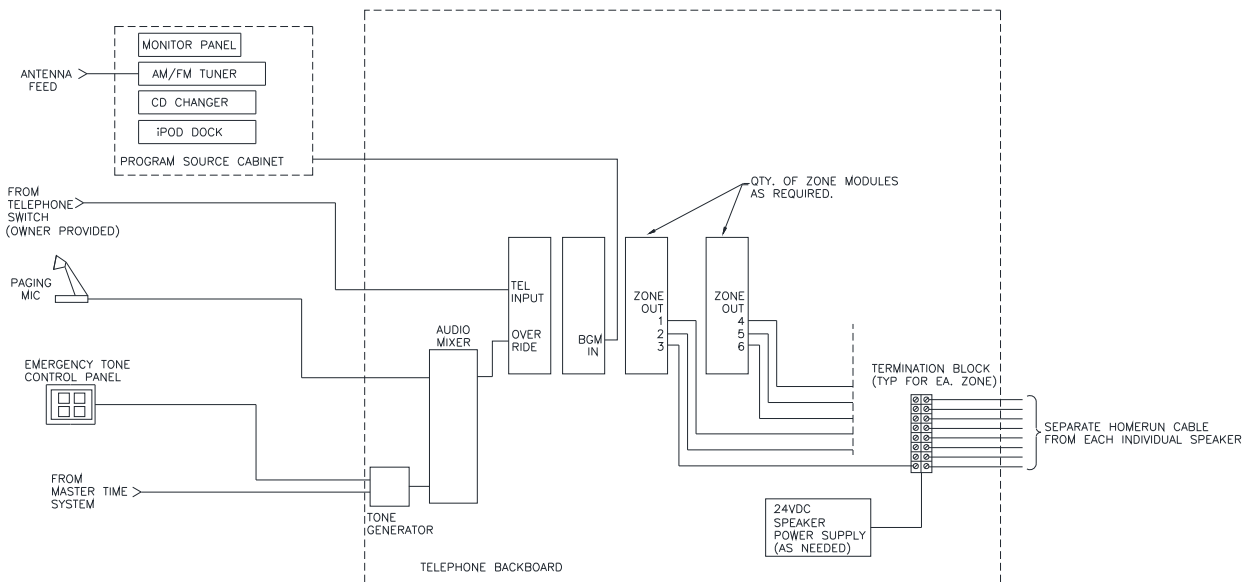 MONITOR PANEL
ANTENNA
FEED
AM/FM TUNER
CD CHANGER
iPOD DOCK
PROGRAM SOURCE CABINET
FROM
TELEPHONE
SWITCH
(OWNER PROVIDED)
PAGING
MIC
EMERGENCY TONE
CONTROL PANEL
FROM
MASTER TIME
SYSTEM
TONE
GENERATOR
AUDIO
MIXER
TEL
INPUT
OVER
RIDE
BGM
IN
QTY. OF ZONE MODULES
AS REQUIRED.
ZONE
OUT
1
2
3
ZONE
OUT
4
5
6
TERMINATION BLOCK
(TYP FOR EA. ZONE)
SEPARATE HOMERUN CABLE
FROM EACH INDIVIDUAL SPEAKER
24VDC
SPEAKER
POWER SUPPLY
(AS NEEDED)
TELEPHONE BACKBOARD